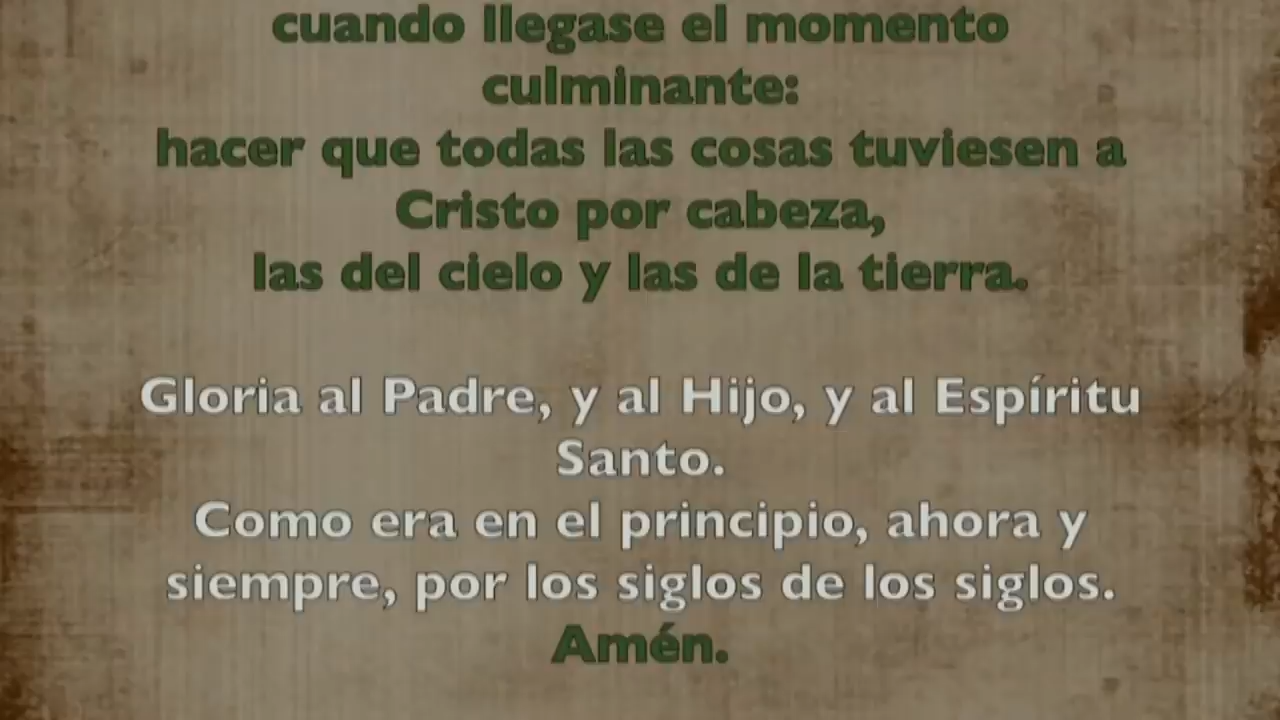 cuando llegase el momento
culminante:
hacer que todas las cosas tuviesen a
Cristo por cabeza,
las del cielo y las de la tierra.
Gloria al Padre, y al Hijo, y al Espíritu
Santo.
Como era en el principio, ahora y
siempre, por los siglos de los siglos.
Amén.